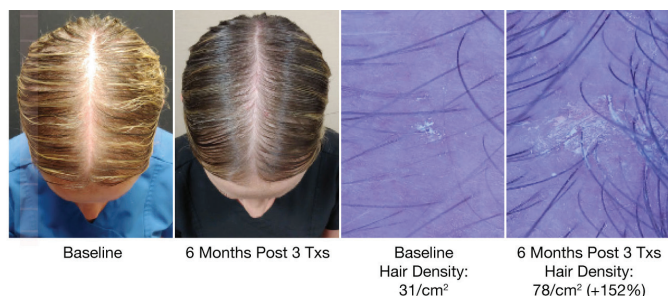 Baseline
6 Months Post 3 Txs
Baseline
Hair Density:
31/cm²
6 Months Post 3 Txs
Hair Density:
78/cm² (+152%)